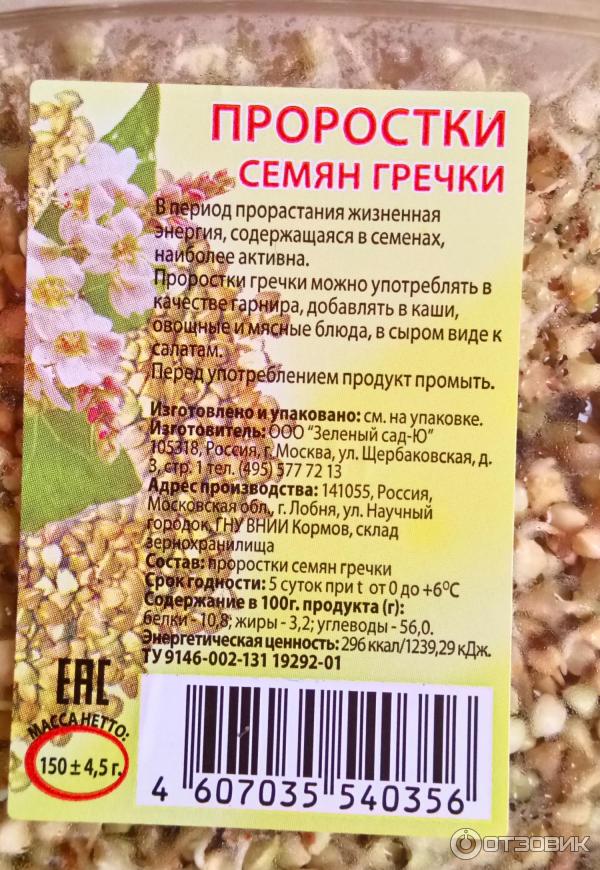 ПРОРОСТКИ
СЕМЯН ГРЕЧКИ
В период прорастания жизненная
энергия, содержащаяся в семенах,
наиболее активна.
Проростки гречки можно употреблять в
качестве гарнира, добавлять в каши,
овощные и мясные блюда, в сыром виде к
салатам.
Перед употреблением продукт промыть.
Изготовлено и упаковано: см. на упаковке.
Изготовитель: ООО "Зеленый сад-Ю"
105318, Россия, г. Москва, ул. Щербаковская, д.
3, стр. 1 тел. (495) 577 72 13
Адрес производства: 141055, Россия,
Московская обл., г. Лобня, ул. Научный
городок, ГНУ ВНИИ Кормов, склад
зернохранилища
Состав: проростки семян гречки
Срок годности: 5 суток при t от 0 до +6°С
Содержание в 100г. продукта (г):
белки - 10,8; жиры - 3,2; углеводы - 56,0.
Энергетическая ценность: 296 ккал/1239,29 кДж.
ТУ 9146-002-131 19292-01
ЕАС
МАССА НЕТТО:
150 ± 4,5 г.
4 607035 540356
ОТЗОВИК